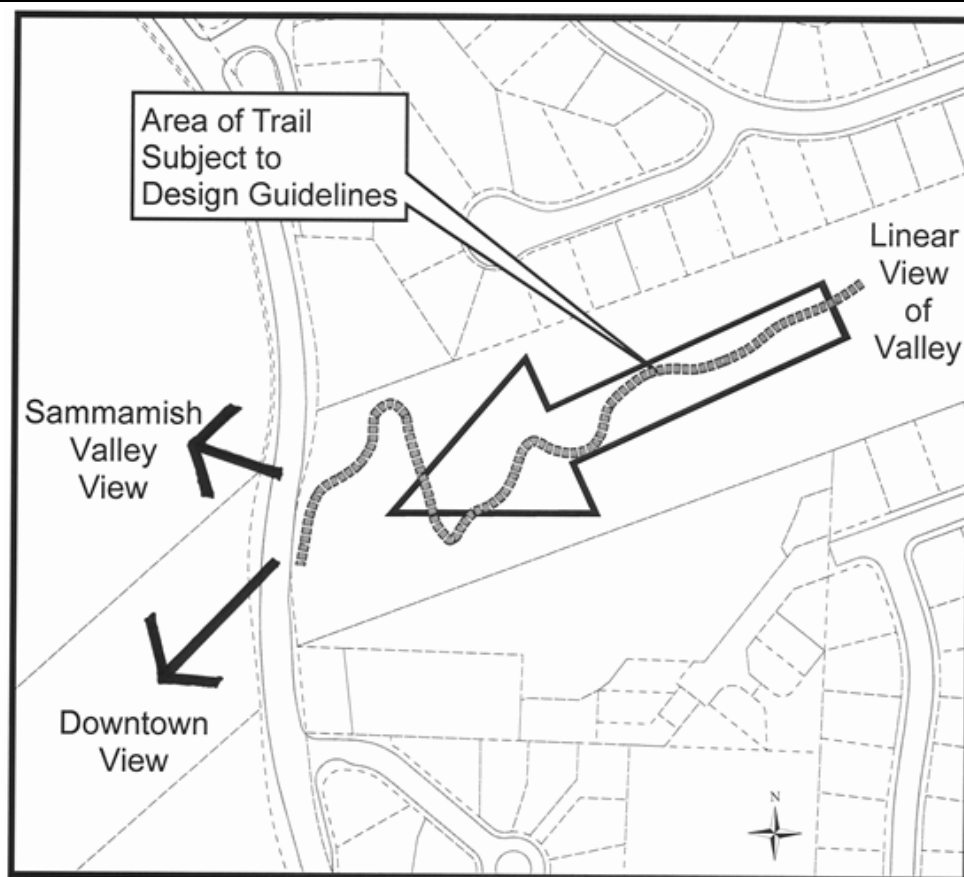 Area of Trail
Subject to
Design Guidelines
Linear
View
of
Valley
Sammamish
Valley
View
Downtown
View
N